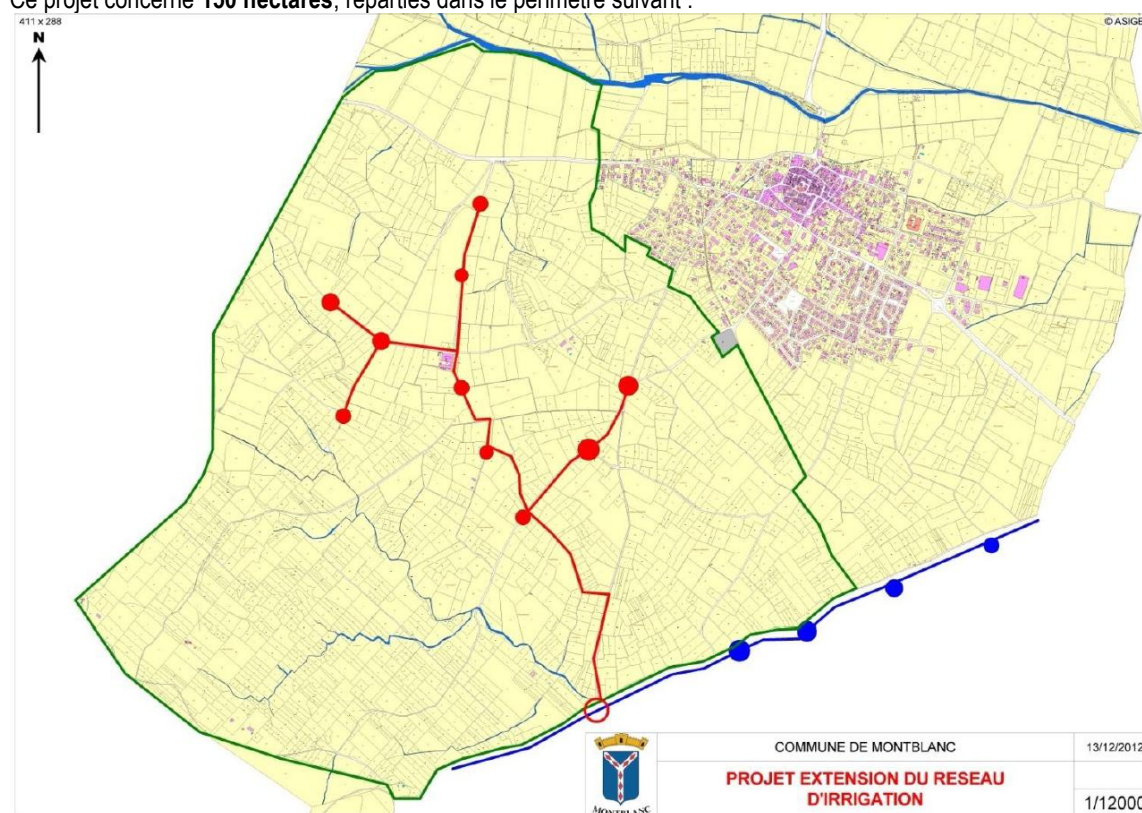 Ce projet concerne 150 hectares, réparties dans le périmètre suivant :
411 x 288
© ASIGE
N
COMMUNE DE MONTBLANC
13/12/2012
PROJET EXTENSION DU RESEAU
D'IRRIGATION
MONTBLANC
1/12000